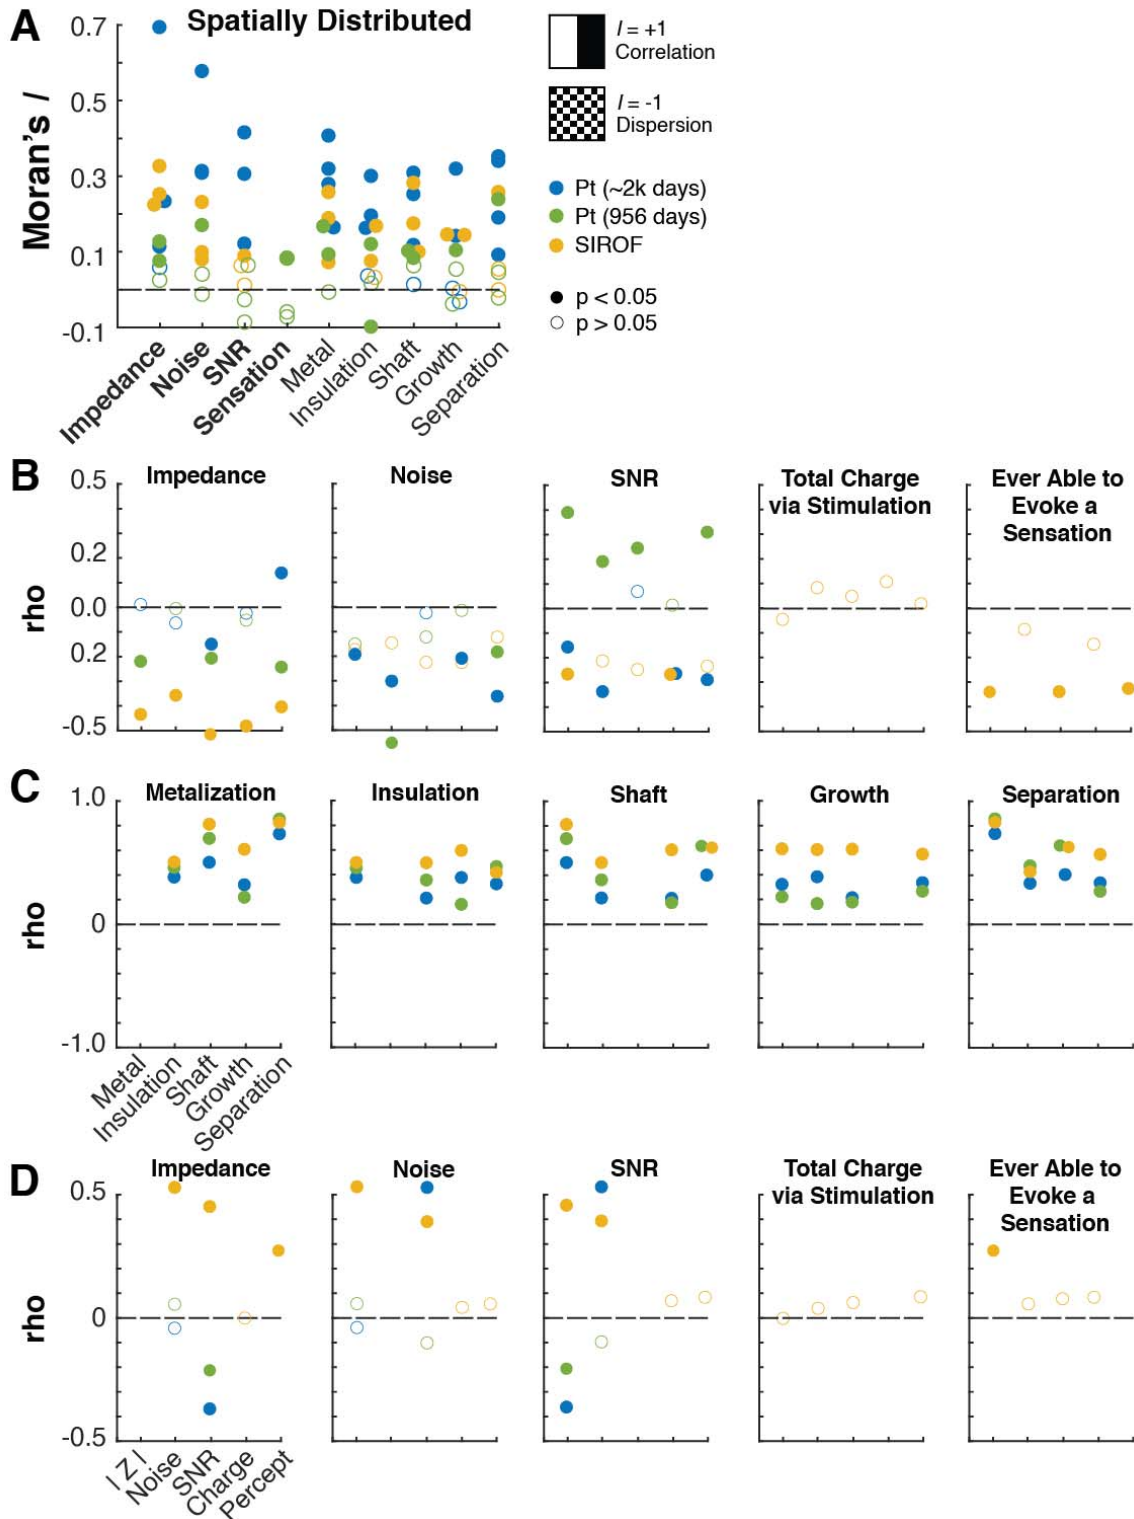 A
Spatially Distributed
Moran's I
0.7
0.5
0.3
0.1
-0.1
Impedance
Noise
SNR
Sensation
Metal
Insulation
Shaft
Growth
Separation
I = +1
Correlation
I = -1
Dispersion
Pt (~2k days)
Pt (956 days)
SIROF
p < 0.05
p > 0.05
B
Impedance
Noise
SNR
Total Charge
via Stimulation
Ever Able to
Evoke a
Sensation
rho
0.5
0.2
0.0
0.2
-0.5
C
Metalization
Insulation
Shaft
Growth
Separation
rho
1.0
0
-1.0
Metal
Insulation
Shaft
Growth
Separation
D
Impedance
Noise
SNR
Total Charge
via Stimulation
Ever Able to
Evoke a
Sensation
rho
0.5
0
-0.5
| Z |
Noise
SNR
Charge
Percept